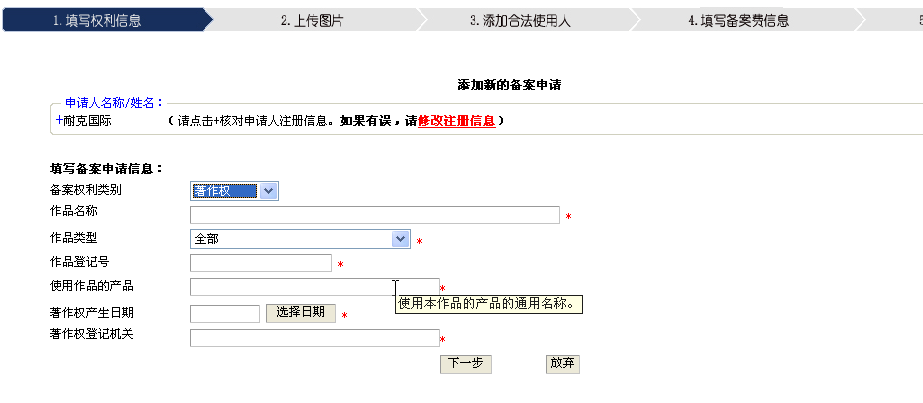 1.填写权利信息 2.上传图片 3.添加合法使用人 4.填写备案费信息
添加新的备案申请
申请人名称/姓名：
+耐克国际 （请点击+核对申请人注册信息。如果有误，请修改注册信息）
填写备案申请信息：
备案权利类别 著作权
作品名称 *
作品类型 全部 *
作品登记号 *
使用作品的产品 *
使用本作品的产品的通用名称。
著作权产生日期 选择日期 *
著作权登记机关 *
下一步 放弃